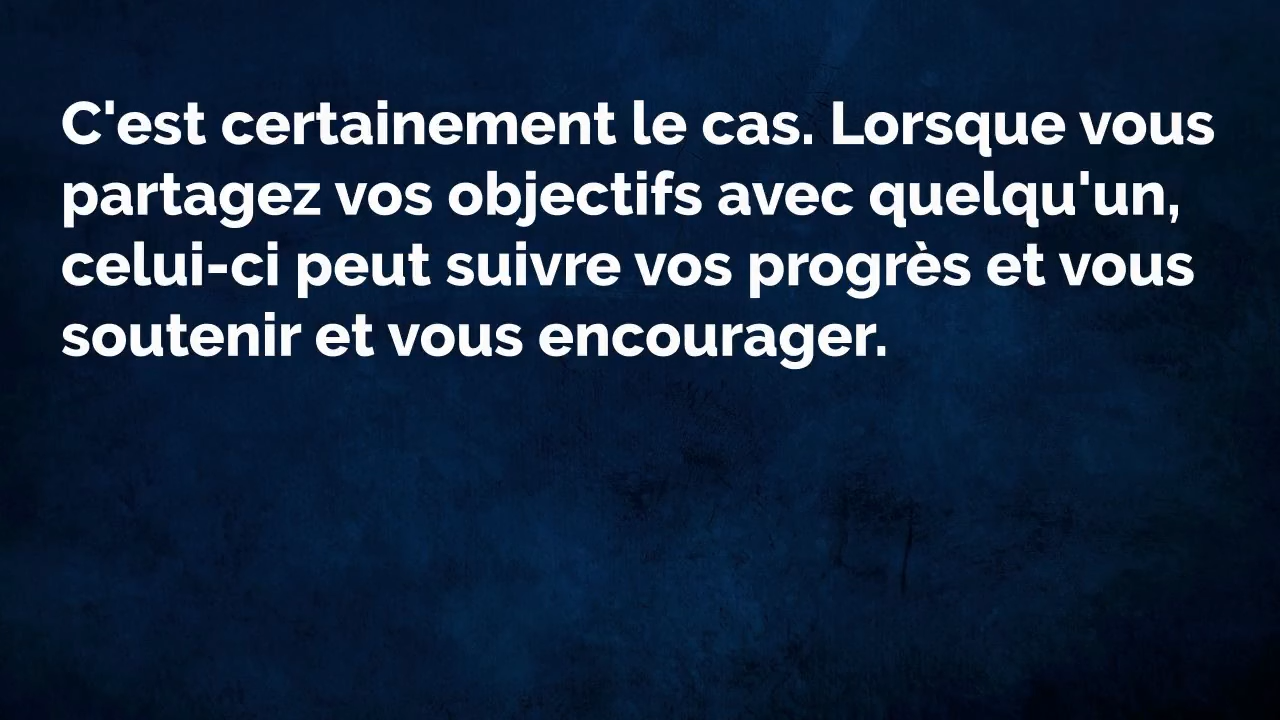 C'est certainement le cas. Lorsque vous
partagez vos objectifs avec quelqu'un,
celui-ci peut suivre vos progrès et vous
soutenir et vous encourager.